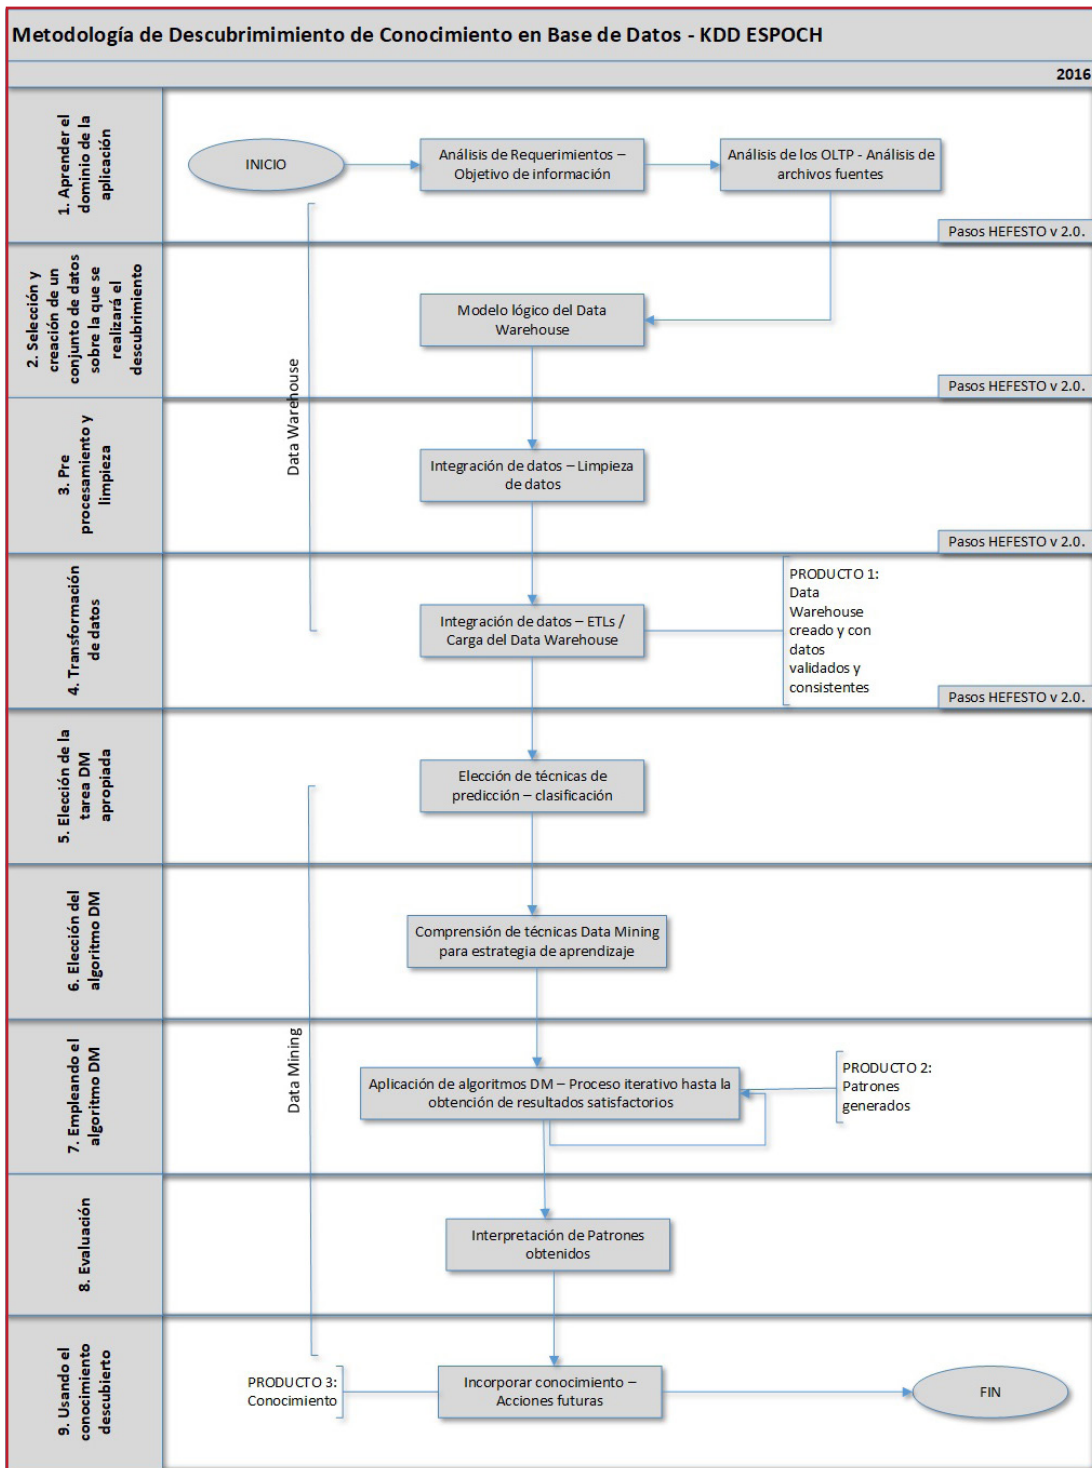 Metodología de Descubrimimiento de Conocimiento en Base de Datos - KDD ESPOCH
2016
1. Aprender el
dominio de la
aplicación
INICIO
Análisis de Requerimientos –
Objetivo de información
Análisis de los OLTP - Análisis de
archivos fuentes
Pasos HEFESTO v 2.0.
2. Selección y
creación de un
conjunto de datos
sobre la que se
realizará el
descubrimiento
Modelo lógico del Data
Warehouse
Pasos HEFESTO v 2.0.
Data Warehouse
3. Pre
procesamiento y
limpieza
Integración de datos – Limpieza
de datos
Pasos HEFESTO v 2.0.
4. Transformación
de datos
Integración de datos – ETLs /
Carga del Data Warehouse
PRODUCTO 1:
Data
Warehouse
creado y con
datos
validados y
consistentes
Pasos HEFESTO v 2.0.
5. Elección de la
tarea DM
apropiada
Elección de técnicas de
predicción – clasificación
6. Elección del
algoritmo DM
Comprensión de técnicas Data Mining
para estrategia de aprendizaje
Data Mining
7. Empleando el
algoritmo DM
Aplicación de algoritmos DM – Proceso iterativo hasta la
obtención de resultados satisfactorios
PRODUCTO 2:
Patrones
generados
8. Evaluación
Interpretación de Patrones
obtenidos
9. Usando el
conocimiento
descubierto
PRODUCTO 3:
Conocimiento
Incorporar conocimiento –
Acciones futuras
FIN